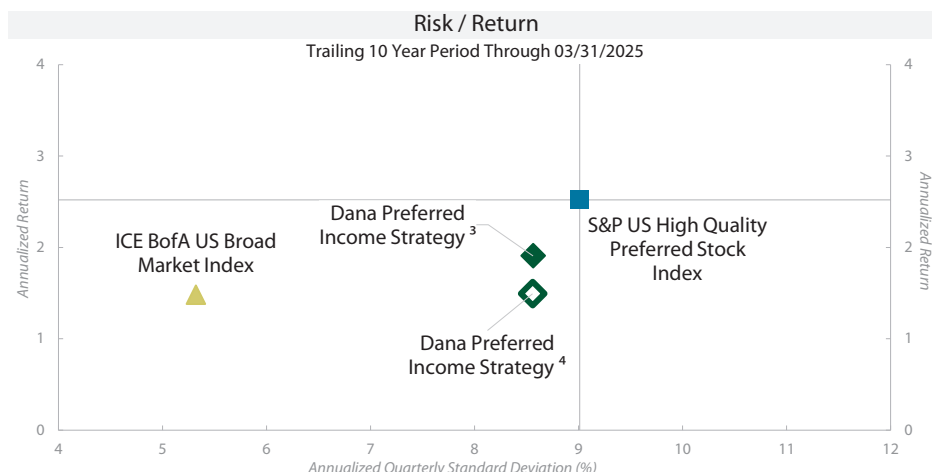 Risk / Return
Trailing 10 Year Period Through 03/31/2025
4
4
3
3
2
2
1
1
0
0
Annualized Return
Annualized Return
Dana Preferred
Income Strategy ³
S&P US High Quality
Preferred Stock
Index
ICE BofA US Broad
Market Index
Dana Preferred
Income Strategy ⁴
4 5 6 7 8 9 10 11 12
Annualized Quarterly Standard Deviation (%)